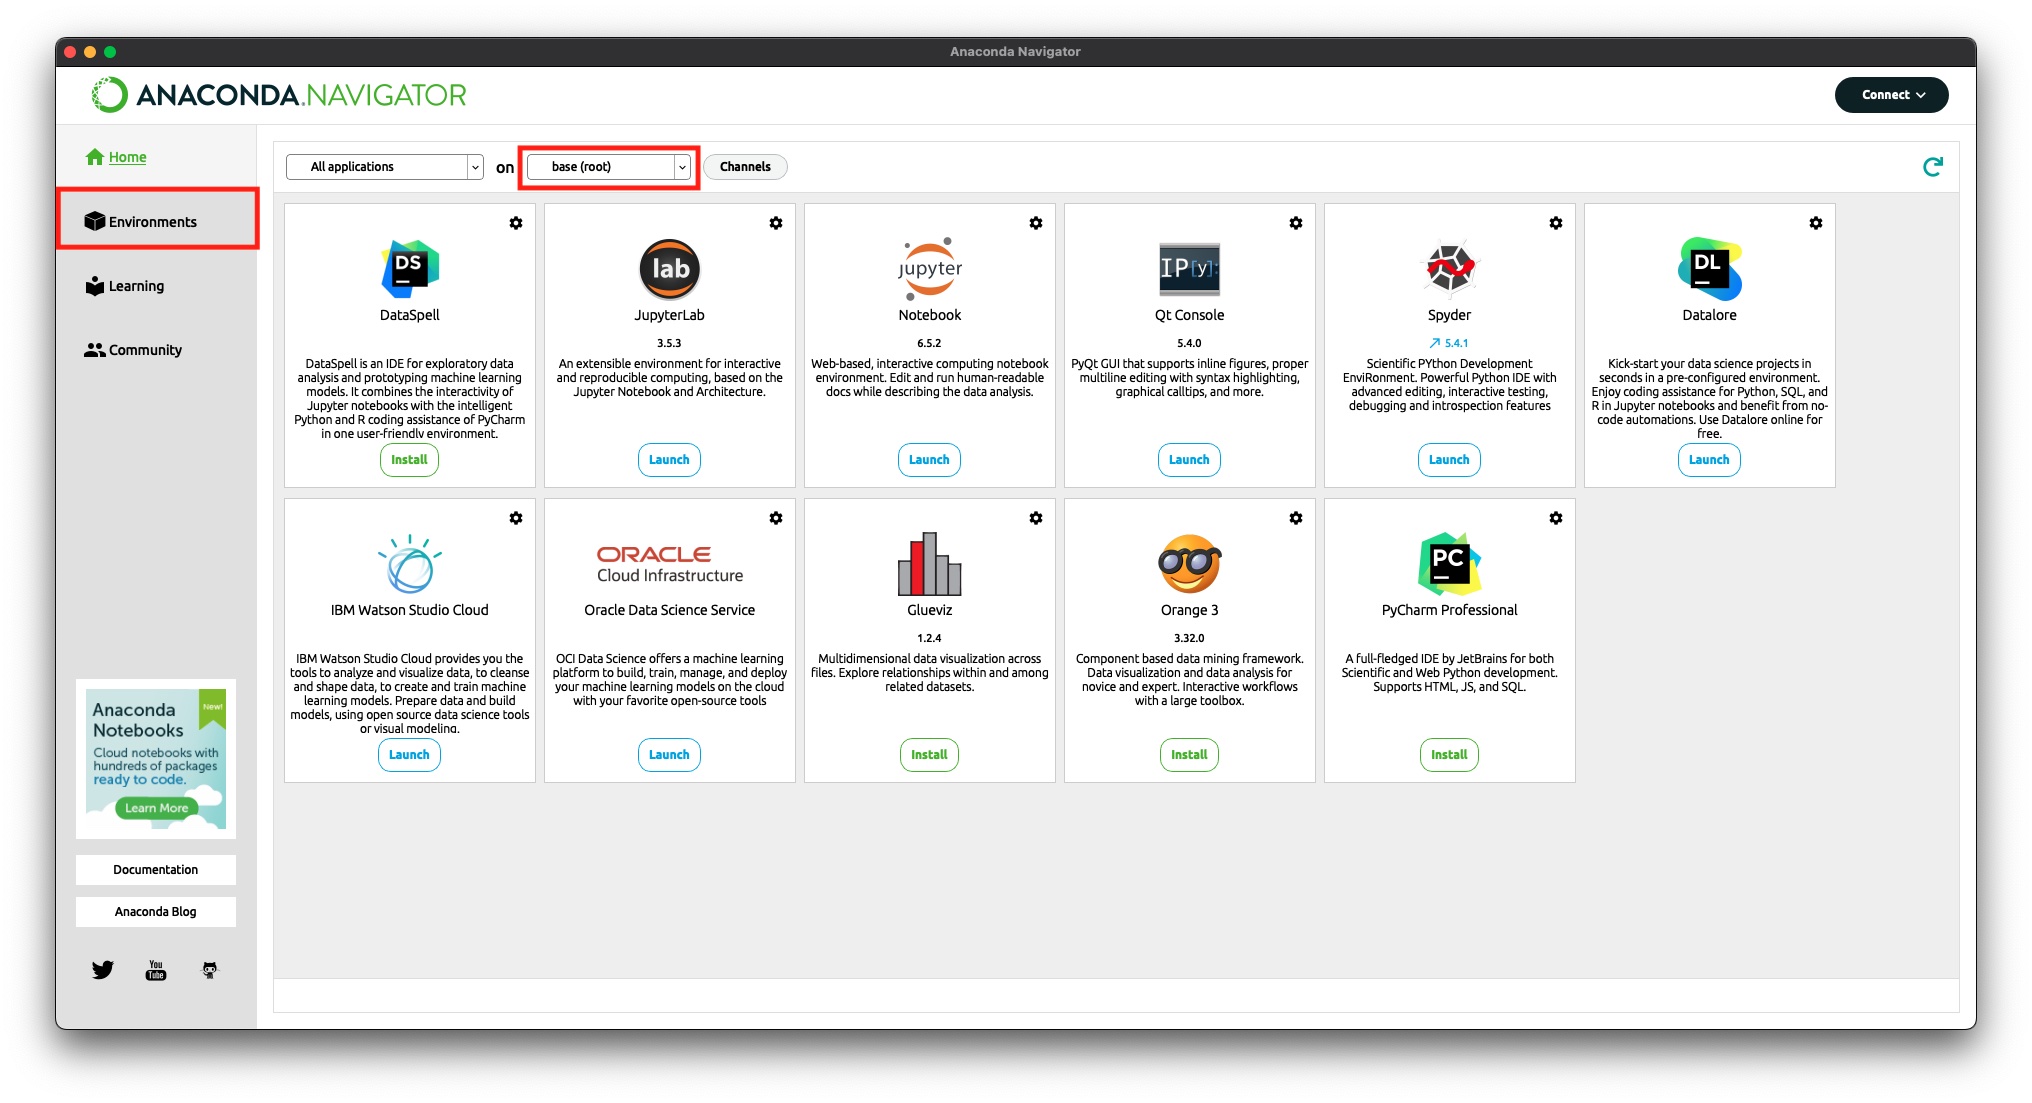 Anaconda Navigator
ANACONDA.NAVIGATOR
Connect
Home
Environments
Learning
Community
All applications
on
base (root)
Channels
DS
DataSpell
DataSpell is an IDE for exploratory data
analysis and prototyping machine learning
models. It combines the interactivity of
Jupyter notebooks with the intelligent
Python and R coding assistance of PyCharm
in one user-friendly environment.
Install
lab
JupyterLab
3.5.3
An extensible environment for interactive
and reproducible computing, based on the
Jupyter Notebook and Architecture.
Launch
jupyter
Notebook
6.5.2
Web-based, interactive computing notebook
environment. Edit and run human-readable
docs while describing the data analysis.
Launch
IP[y]:
Qt Console
5.4.0
PyQt GUI that supports inline figures, proper
multiline editing with syntax highlighting,
graphical calltips, and more.
Launch
Spyder
5.4.1
Scientific PYthon Development
EnviRonment. Powerful Python IDE with
advanced editing, interactive testing,
debugging and introspection features
Launch
DL
Datalore
Kick-start your data science projects in
seconds in a pre-configured environment.
Enjoy coding assistance for Python, SQL, and
R in Jupyter notebooks and benefit from no-
code automations. Use Datalore online for
free.
Launch
IBM Watson Studio Cloud
IBM Watson Studio Cloud provides you the
tools to analyze and visualize data, to cleanse
and shape data, to create and train machine
learning models. Prepare data and build
models, using open source data science tools
or visual modeling.
Launch
ORACLE
Cloud Infrastructure
Oracle Data Science Service
OCI Data Science offers a machine learning
platform to build, train, manage, and deploy
your machine learning models on the cloud
with your favorite open-source tools
Launch
Glueviz
1.2.4
Multidimensional data visualization across
files. Explore relationships within and among
related datasets.
Install
Orange 3
3.32.0
Component based data mining framework.
Data visualization and data analysis for
novice and expert. Interactive workflows
with a large toolbox.
Install
PC
PyCharm Professional
A full-fledged IDE by JetBrains for both
Scientific and Web Python development.
Supports HTML, JS, and SQL.
Install
New!
Anaconda
Notebooks
Cloud notebooks with
hundreds of packages
ready to code.
Learn More
Documentation
Anaconda Blog
You
Tube